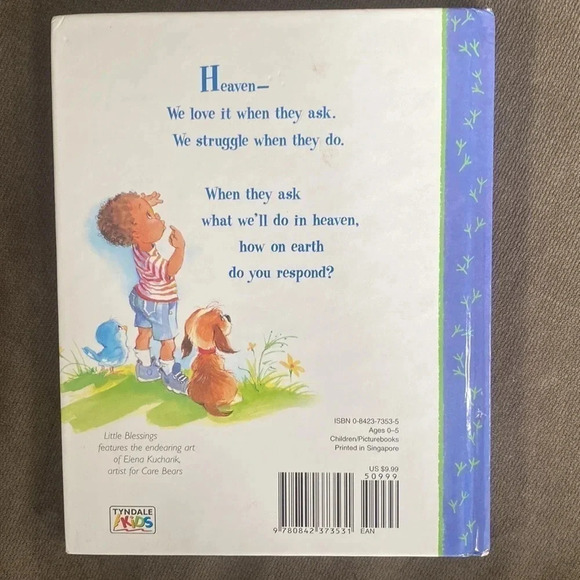 Heaven—
We love it when they ask.
We struggle when they do.
When they ask
what we'll do in heaven,
how on earth
do you respond?
Little Blessings
features the endearing art
of Elena Kucharik,
artist for Care Bears
ISBN 0-8423-7353-5
Ages 0–5
Children/Picturebooks
Printed in Singapore
US $9.99
50999
9 780842 373531
EAN
TYNDALE
KIDS